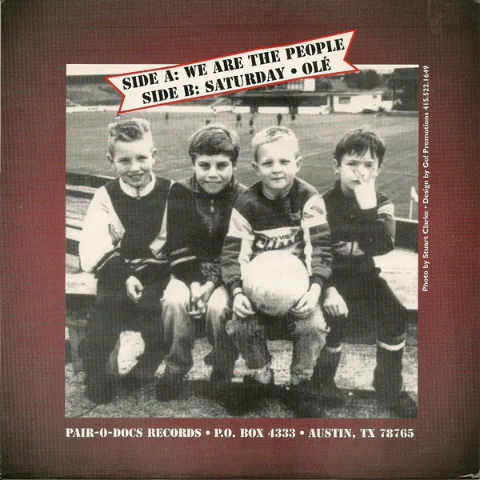 SIDE A: WE ARE THE PEOPLE
SIDE B: SATURDAY • OLÉ
Photo by Stuart Clarke • Design by Go! Promotions 415.522.1649
PAIR-O-DOCS RECORDS • P.O. BOX 4333 • AUSTIN, TX 78765